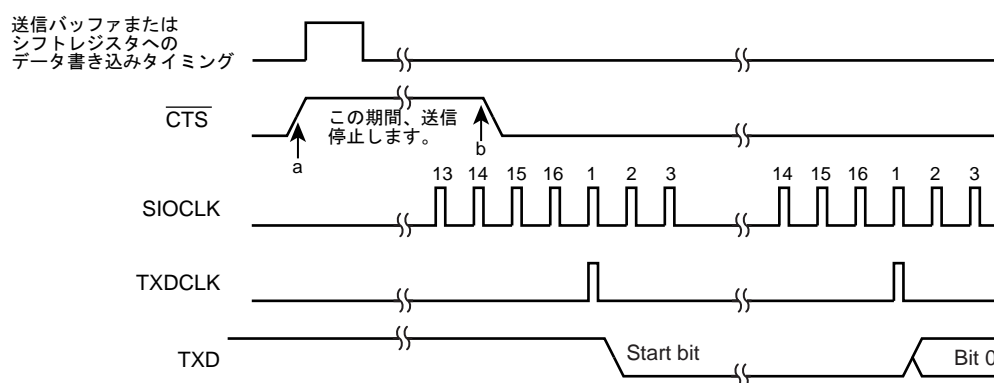 送信バッファまたは
シフトレジスタへの
データ書き込みタイミング
CTS
この期間、送信
停止します。
a
b
13 14 15 16 1 2 3 14 15 16 1 2 3
SIOCLK
TXDCLK
TXD
Start bit
Bit 0